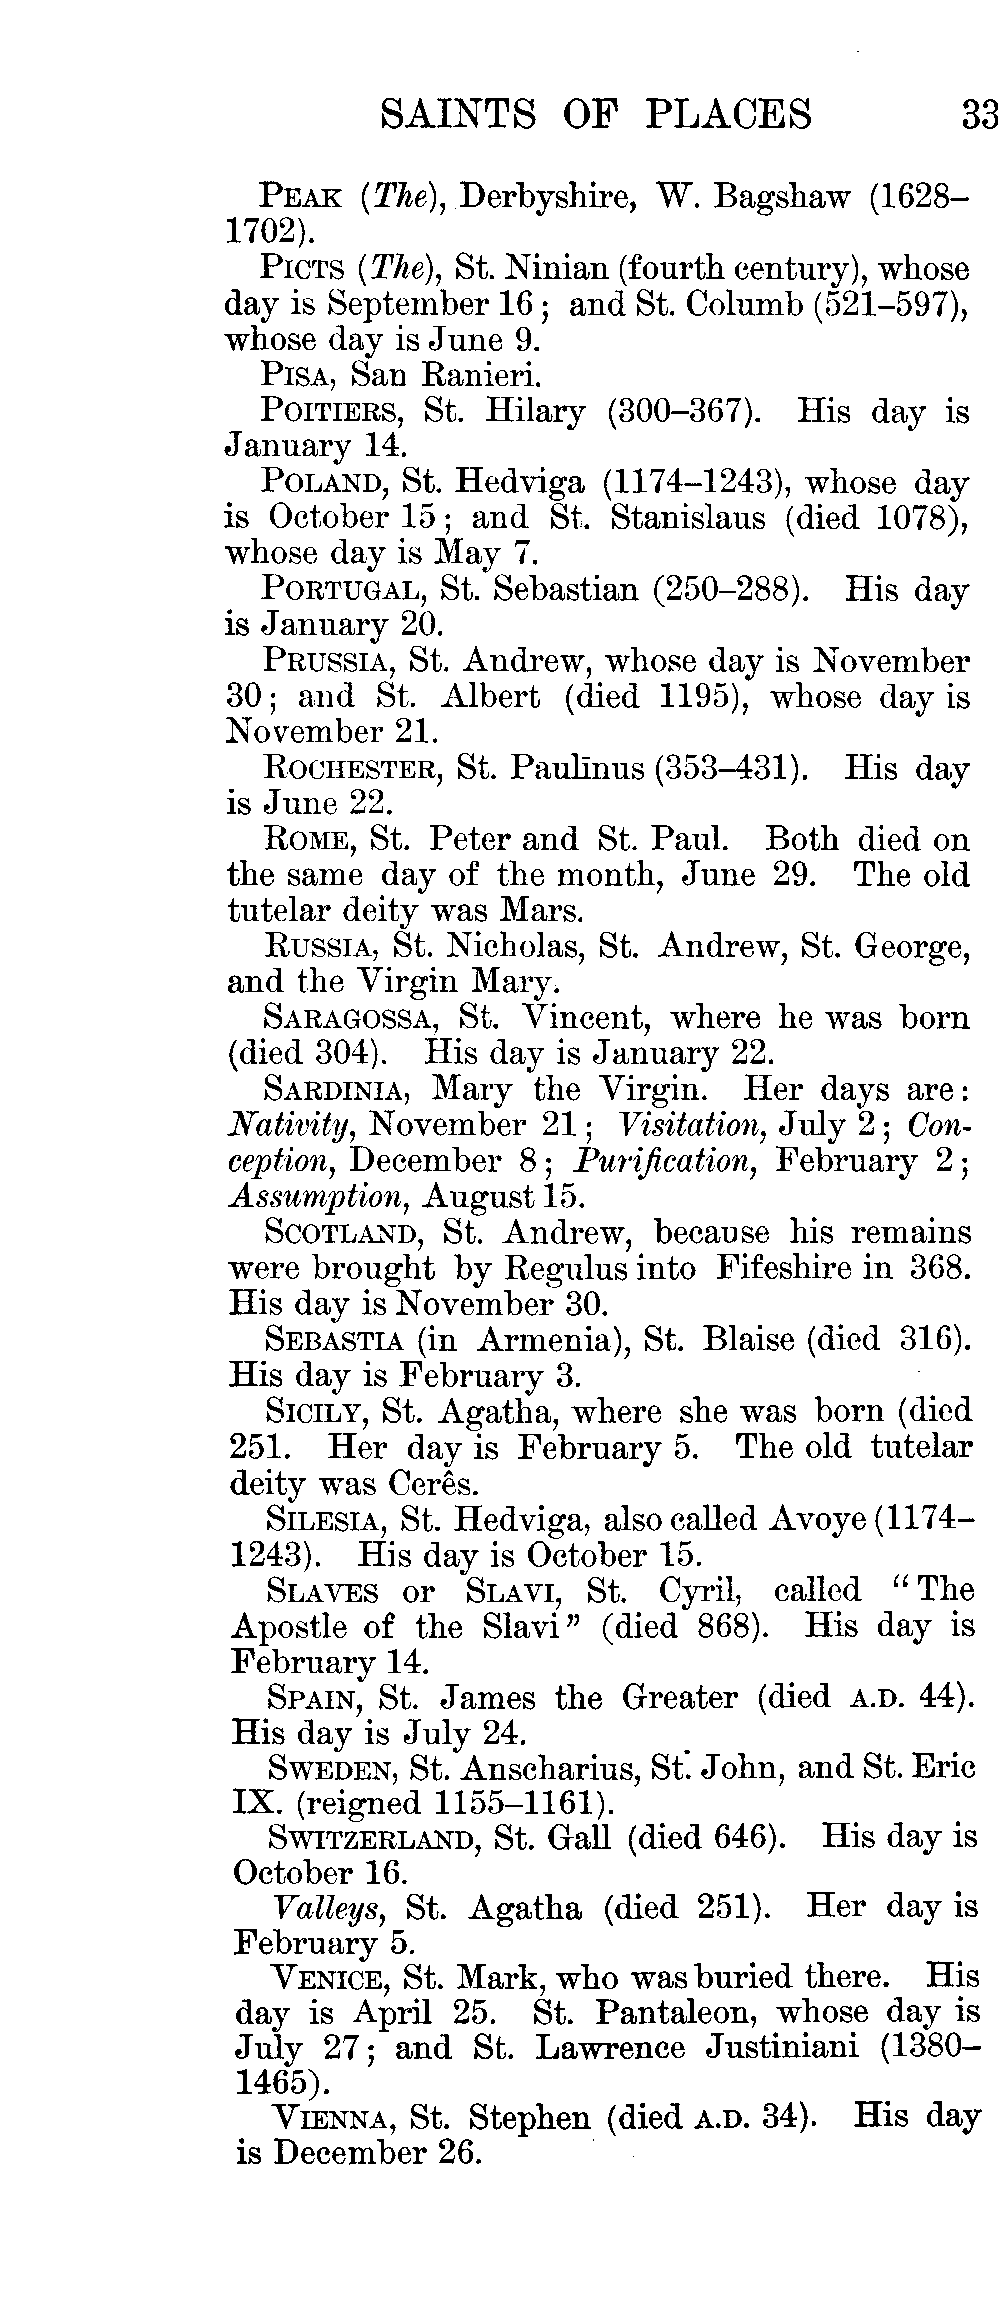 SAINTS OF PLACES 33
PEAK (The), Derbyshire, W. Bagshaw (1628–
1702).
PICTS (The), St. Ninian (fourth century), whose
day is September 16; and St. Columb (521–597),
whose day is June 9.
PISA, San Ranieri.
POITIERS, St. Hilary (300–367). His day is
January 14.
POLAND, St. Hedviga (1174–1243), whose day
is October 15; and St. Stanislaus (died 1078),
whose day is May 7.
PORTUGAL, St. Sebastian (250–288). His day
is January 20.
PRUSSIA, St. Andrew, whose day is November
30; and St. Albert (died 1195), whose day is
November 21.
ROCHESTER, St. Paulinus (353–431). His day
is June 22.
ROME, St. Peter and St. Paul. Both died on
the same day of the month, June 29. The old
tutelar deity was Mars.
RUSSIA, St. Nicholas, St. Andrew, St. George,
and the Virgin Mary.
SARAGOSSA, St. Vincent, where he was born
(died 304). His day is January 22.
SARDINIA, Mary the Virgin. Her days are:
Nativity, November 21; Visitation, July 2; Con-
ception, December 8; Purification, February 2;
Assumption, August 15.
SCOTLAND, St. Andrew, because his remains
were brought by Regulus into Fifeshire in 368.
His day is November 30.
SEBASTIA (in Armenia), St. Blaise (died 316).
His day is February 3.
SICILY, St. Agatha, where she was born (died
251. Her day is February 5. The old tutelar
deity was Cerês.
SILESIA, St. Hedviga, also called Avoye (1174–
1243). His day is October 15.
SLAVES or SLAVI, St. Cyril, called "The
Apostle of the Slavi" (died 868). His day is
February 14.
SPAIN, St. James the Greater (died A.D. 44).
His day is July 24.
SWEDEN, St. Anscharius, St. John, and St. Eric
IX. (reigned 1155–1161).
SWITZERLAND, St. Gall (died 646). His day is
October 16.
Valleys, St. Agatha (died 251). Her day is
February 5.
VENICE, St. Mark, who was buried there. His
day is April 25. St. Pantaleon, whose day is
July 27; and St. Lawrence Justiniani (1380–
1465).
VIENNA, St. Stephen (died A.D. 34). His day
is December 26.